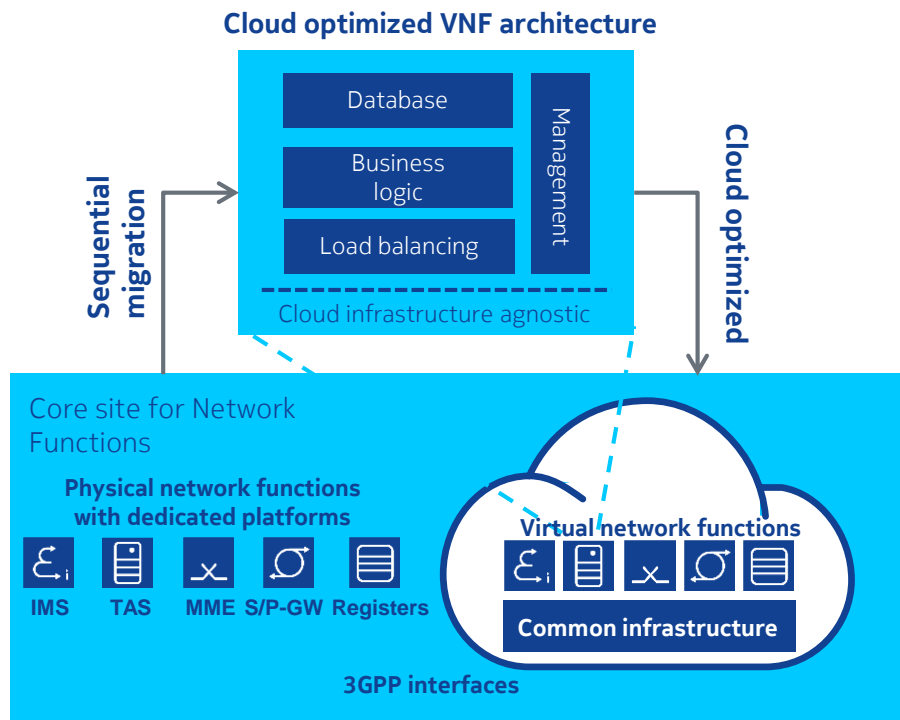 Cloud optimized VNF architecture
Database
Business
logic
Load balancing
Management
Cloud infrastructure agnostic
Sequential
migration
Cloud optimized
Core site for Network
Functions
Physical network functions
with dedicated platforms
IMS
TAS
MME
S/P-GW
Registers
Virtual network functions
Common infrastructure
3GPP interfaces